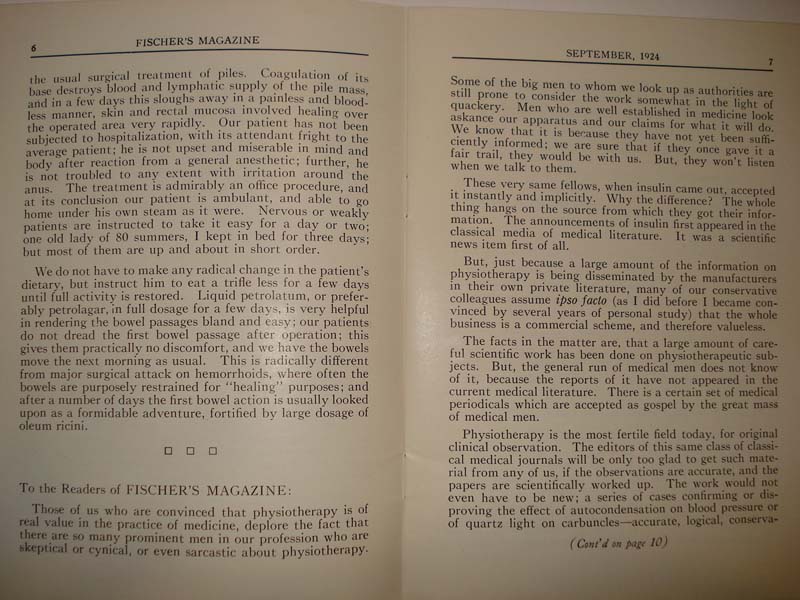 6
FISCHER'S MAGAZINE
the usual surgical treatment of piles. Coagulation of its
base destroys blood and lymphatic supply of the pile mass,
and in a few days this sloughs away in a painless and blood-
less manner, skin and rectal mucosa involved healing over
the operated area very rapidly. Our patient has not been
subjected to hospitalization, with its attendant fright to the
average patient; he is not upset and miserable in mind and
body after reaction from a general anesthetic; further, he
is not troubled to any extent with irritation around the
anus. The treatment is admirably an office procedure, and
at its conclusion our patient is ambulant, and able to go
home under his own steam as it were. Nervous or weakly
patients are instructed to take it easy for a day or two;
one old lady of 80 summers, I kept in bed for three days;
but most of them are up and about in short order.
We do not have to make any radical change in the patient's
dietary, but instruct him to eat a trifle less for a few days
until full activity is restored. Liquid petrolatum, or prefer-
ably petrolagar, in full dosage for a few days, is very helpful
in rendering the bowel passages bland and easy; our patients
do not dread the first bowel passage after operation; this
gives them practically no discomfort, and we have the bowels
move the next morning as usual. This is radically different
from major surgical attack on hemorrhoids, where often the
bowels are purposely restrained for "healing" purposes; and
after a number of days the first bowel action is usually looked
upon as a formidable adventure, fortified by large dosage of
oleum ricini.
To the Readers of FISCHER'S MAGAZINE:
Those of us who are convinced that physiotherapy is of
real value in the practice of medicine, deplore the fact that
there are so many prominent men in our profession who are
skeptical or cynical, or even sarcastic about physiotherapy.
SEPTEMBER, 1924
7
Some of the big men to whom we look up as authorities are
still prone to consider the work somewhat in the light of
quackery. Men who are well established in medicine look
askance our apparatus and our claims for what it will do.
We know that it is because they have not yet been suffi-
ciently informed; we are sure that if they once gave it a
fair trail, they would be with us. But, they won't listen
when we talk to them.
These very same fellows, when insulin came out, accepted
it instantly and implicitly. Why the difference? The whole
thing hangs on the source from which they got their infor-
mation. The announcements of insulin first appeared in the
classical media of medical literature. It was a scientific
news item first of all.
But, just because a large amount of the information on
physiotherapy is being disseminated by the manufacturers
in their own private literature, many of our conservative
colleagues assume ipso facto (as I did before I became con-
vinced by several years of personal study) that the whole
business is a commercial scheme, and therefore valueless.
The facts in the matter are, that a large amount of care-
ful scientific work has been done on physiotherapeutic sub-
jects. But, the general run of medical men does not know
of it, because the reports of it have not appeared in the
current medical literature. There is a certain set of medical
periodicals which are accepted as gospel by the great mass
of medical men.
Physiotherapy is the most fertile field today, for original
clinical observation. The editors of this same class of classi-
cal medical journals will be only too glad to get such mate-
rial from any of us, if the observations are accurate, and the
papers are scientifically worked up. The work would not
even have to be new; a series of cases confirming or dis-
proving the effect of autocondensation on blood pressure or
of quartz light on carbuncles—accurate, logical, conserva-
(Cont'd on page 10)